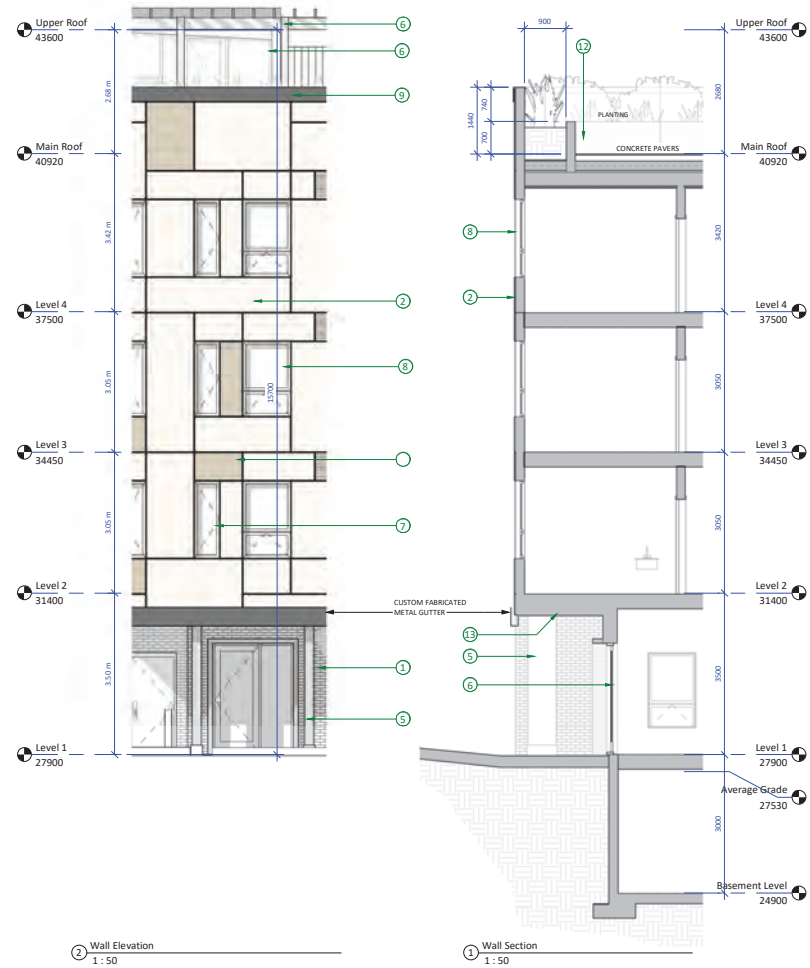 Upper Roof
43600
2.68 m
Main Roof
40920
3.42 m
Level 4
37500
3.05 m
Level 3
34450
3.05 m
Level 2
31400
3.50 m
Level 1
27900
15700
6
6
9
2
8
7
1
5
CUSTOM FABRICATED
METAL GUTTER
2
Wall Elevation
1 : 50
900
12
1440
740
700
PLANTING
CONCRETE PAVERS
8
2
13
5
6
Upper Roof
43600
2680
Main Roof
40920
3420
Level 4
37500
3050
Level 3
34450
3050
Level 2
31400
3500
Level 1
27900
Average Grade
27530
3000
Basement Level
24900
1
Wall Section
1 : 50